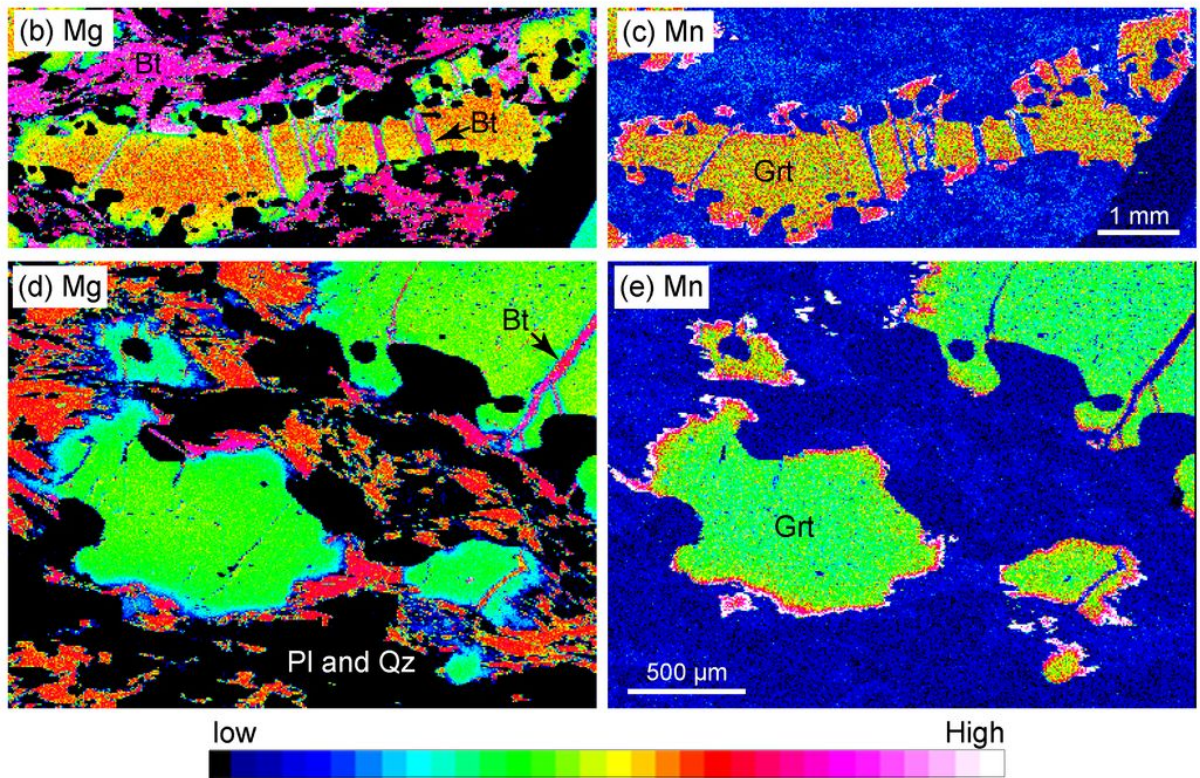 (b) Mg
Bt
Bt
(c) Mn
Grt
1 mm
(d) Mg
Bt
Pl and Qz
(e) Mn
Grt
500 µm
low
High